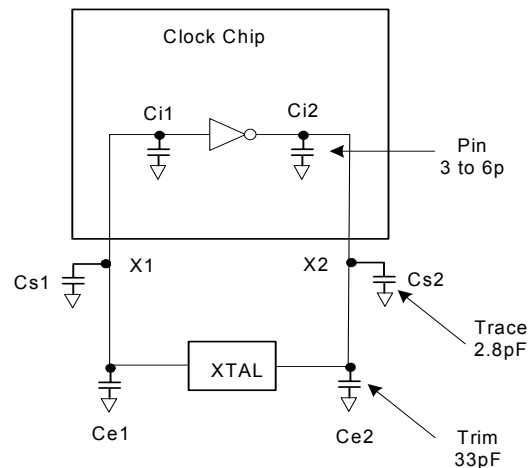 Clock Chip
Ci1
Ci2
Pin
3 to 6p
X1
X2
Cs1
Cs2
Trace
2.8pF
XTAL
Ce1
Ce2
Trim
33pF